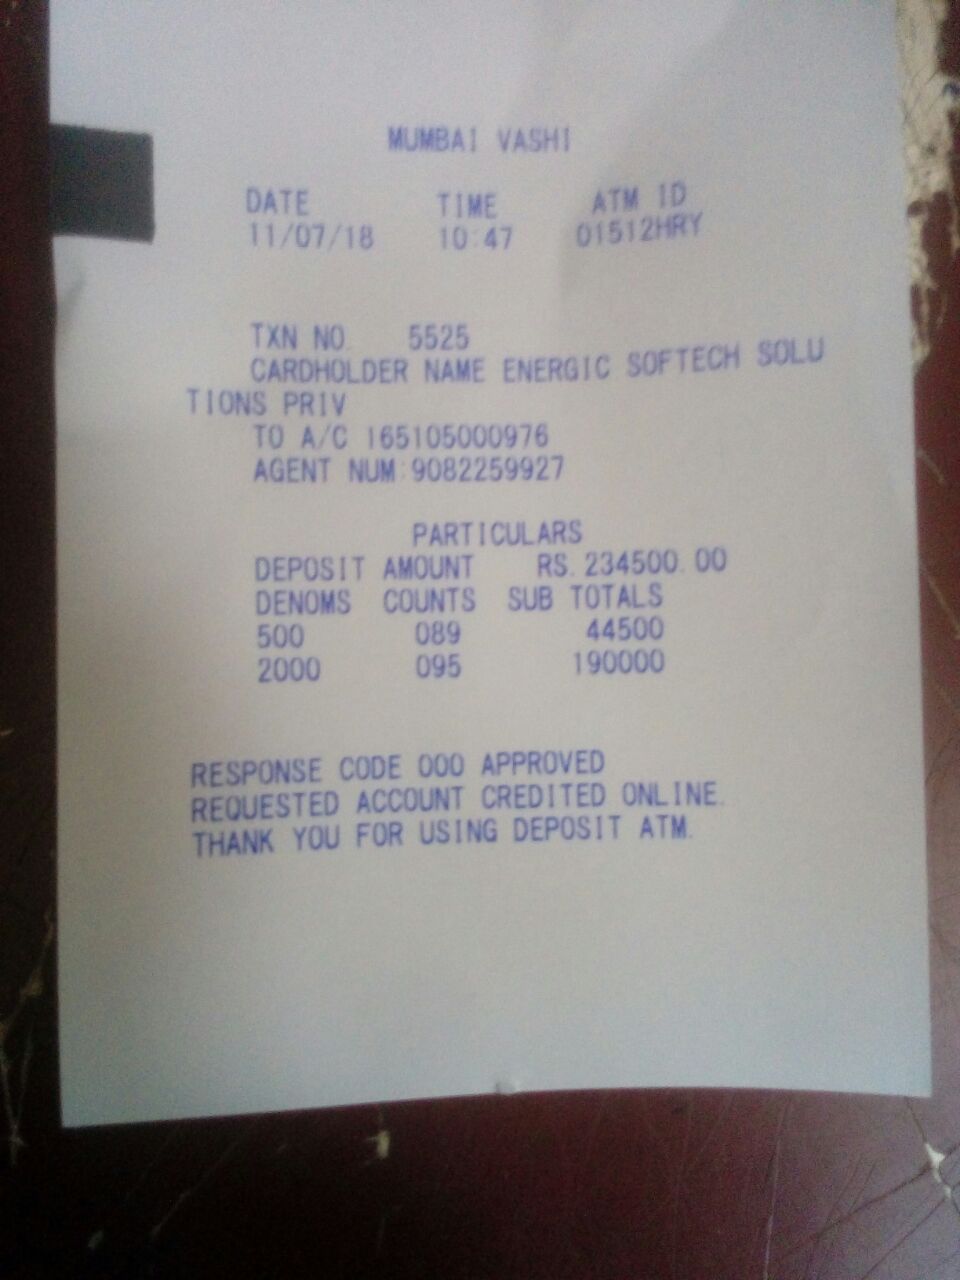 MUMBAI VASHI
DATE TIME ATM ID
11/07/18 10:47 01512HRY
TXN NO. 5525
CARDHOLDER NAME ENERGIC SOFTECH SOLU
TIONS PRIV
TO A/C 165105000976
AGENT NUM:9082259927
PARTICULARS
DEPOSIT AMOUNT RS.234500.00
DENOMS COUNTS SUB TOTALS
500 089 44500
2000 095 190000
RESPONSE CODE 000 APPROVED
REQUESTED ACCOUNT CREDITED ONLINE.
THANK YOU FOR USING DEPOSIT ATM.